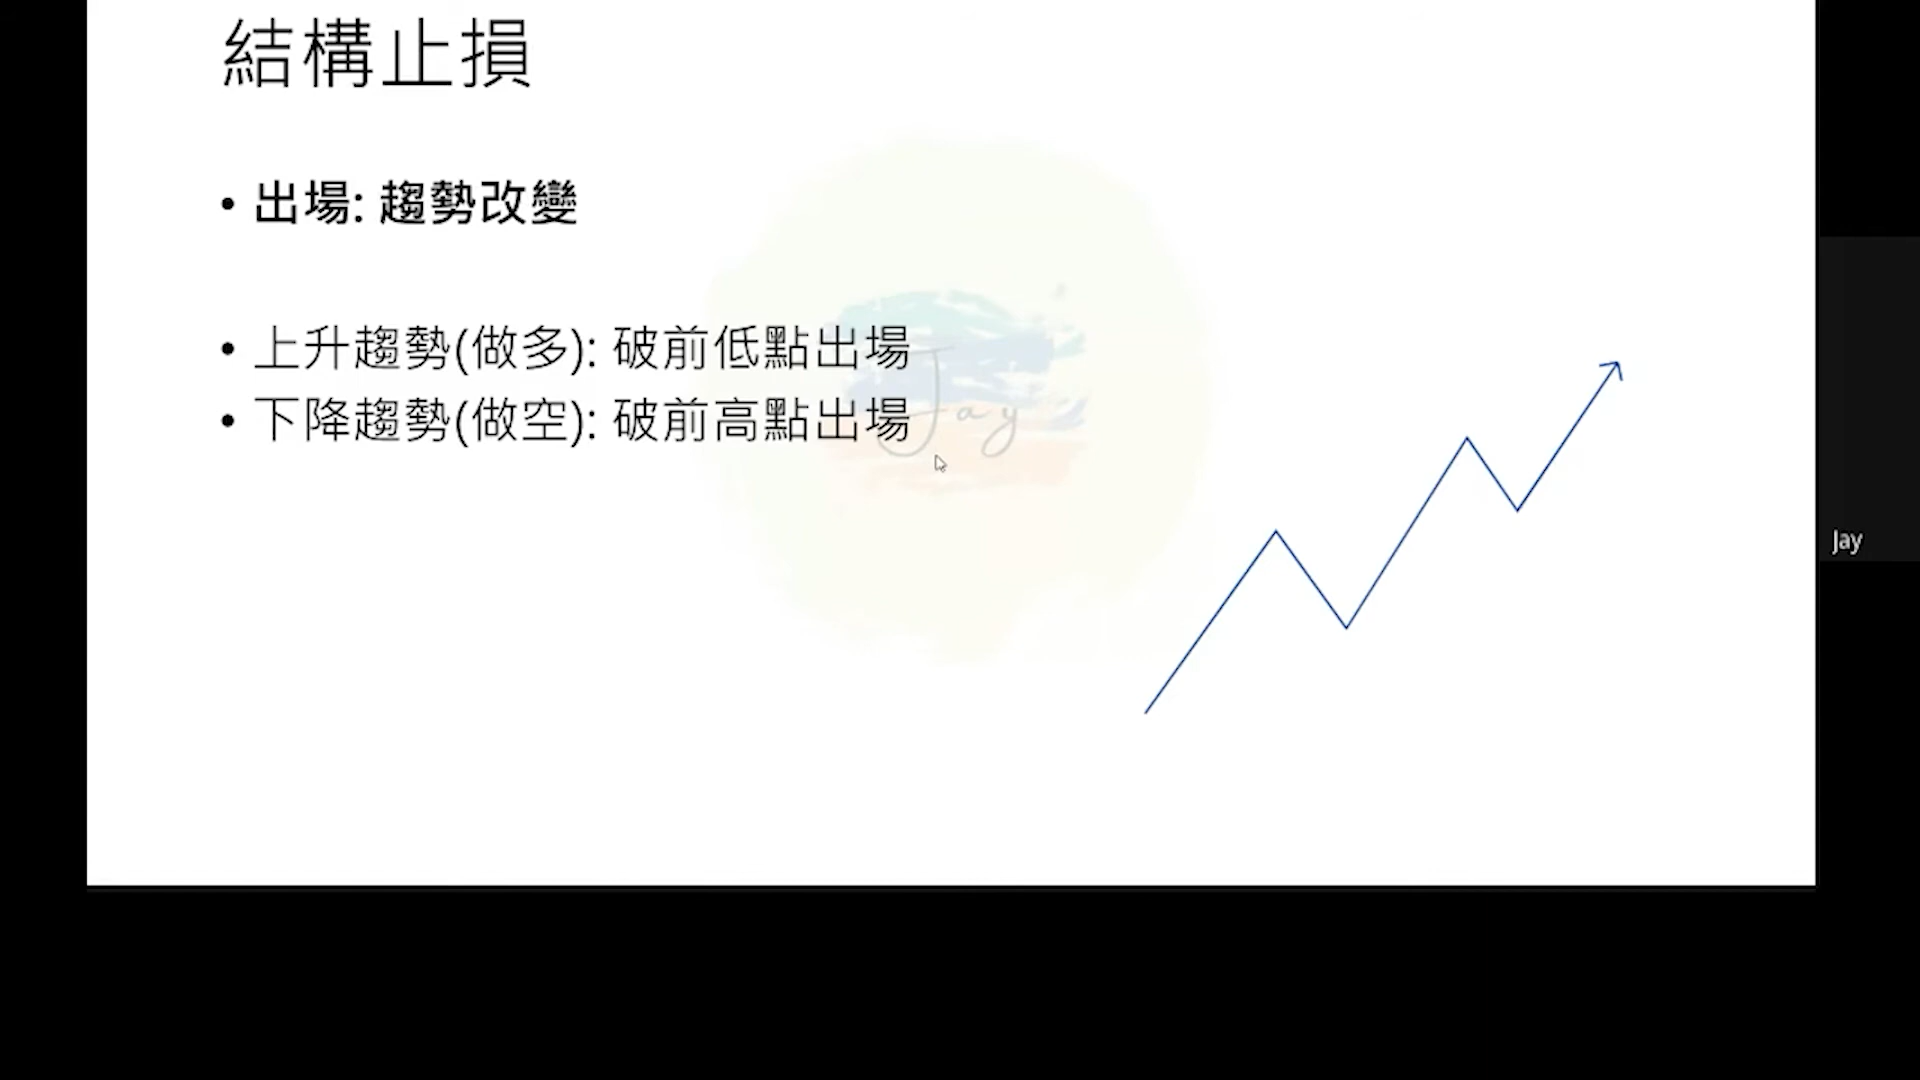 結構止損
• 出場: 趨勢改變
• 上升趨勢(做多): 破前低點出場
• 下降趨勢(做空): 破前高點出場
Jay
Jay